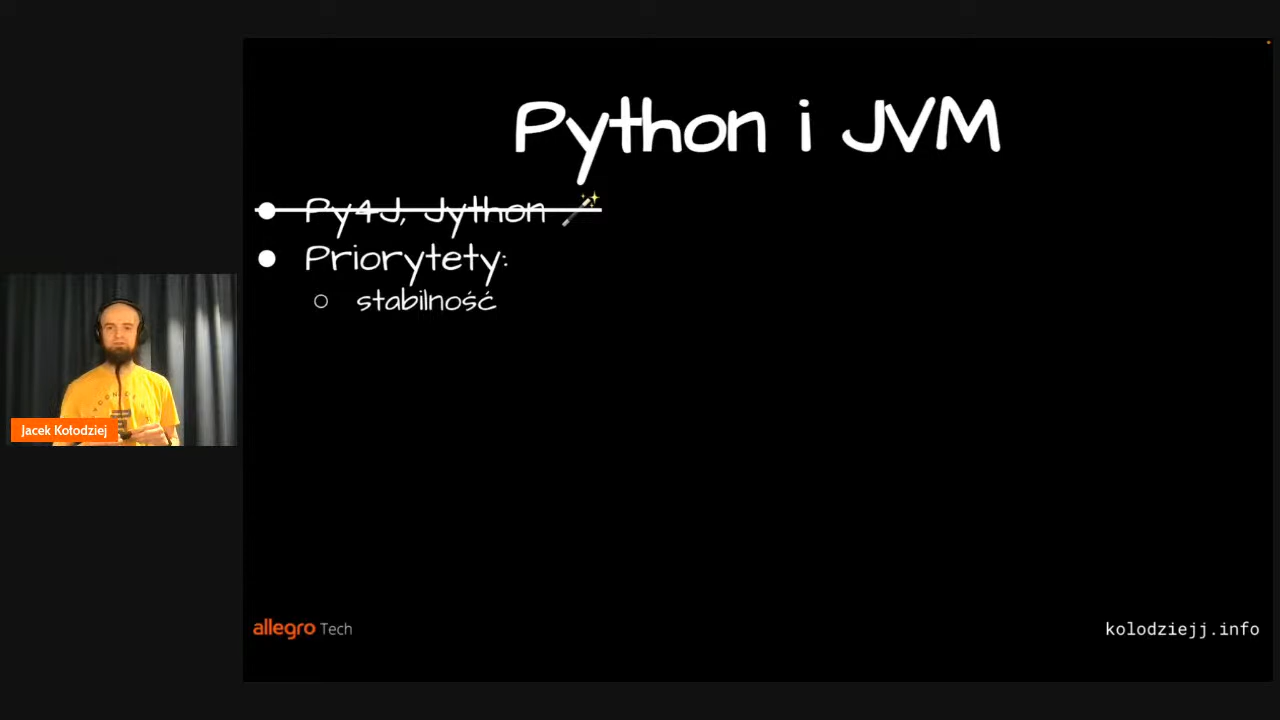 Python i JVM
Py4J, Jython
Priorytety:
stabilność
Jacek Kołodziej
allegro Tech
kolodziejj.info